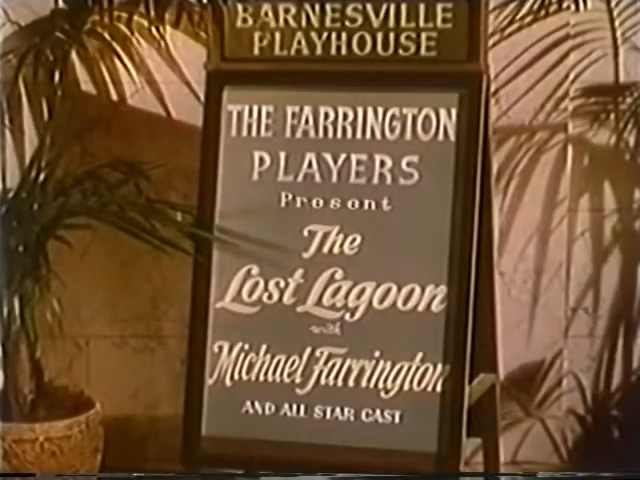 BARNESVILLE
PLAYHOUSE
THE FARRINGTON
PLAYERS
Present
The
Lost Lagoon
with
Michael Farrington
AND ALL STAR CAST